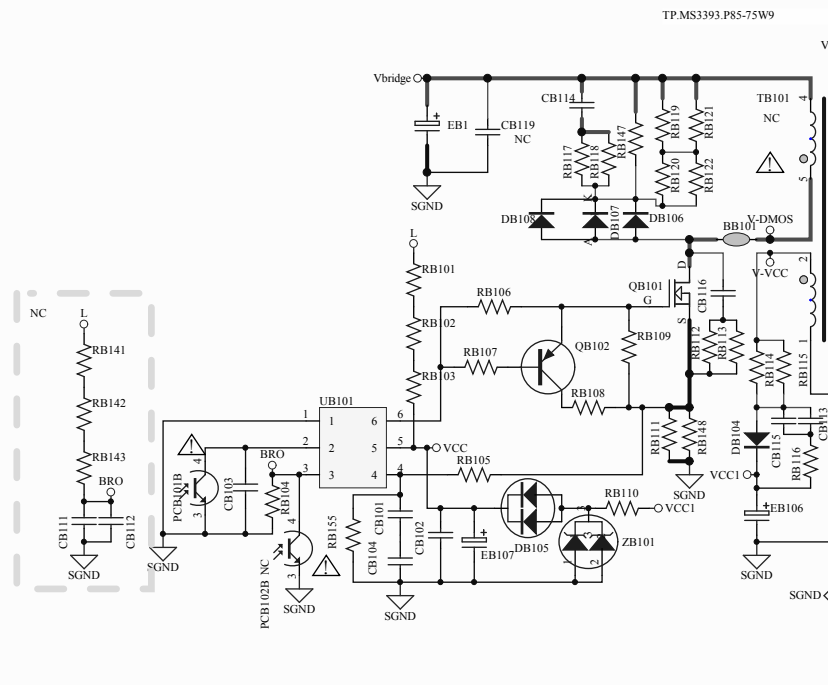 TP.MS3393.P85-75W9
V
Vbridge
CB114
TB101
4
NC
EB1
+
CB119
NC
RB117
RB118
RB147
RB119
RB121
RB120
RB122
5
SGND
K
DB108
DB107
DB106
A
V-DMOS
BB101
L
V-VCC
2
RB101
D
QB101
G
CB116
S
NC
L
RB106
RB102
RB109
RB112
RB113
1
RB141
QB102
RB107
RB103
RB114
RB115
RB142
RB108
UB101
1
1
6
6
2
2
5
5
VCC
3
3
4
4
RB111
RB148
DB104
CB115
CB113
RB143
BRO
BRO
RB105
VCC1
RB116
4
PCB101B
3
CB103
RB104
SGND
RB110
VCC1
EB106
+
CB111
CB112
4
RB155
CB101
CB104
CB102
+
EB107
DB105
3
ZB101
1
2
SGND
SGND
3
PCB102B NC
SGND
SGND
SGND
SGND